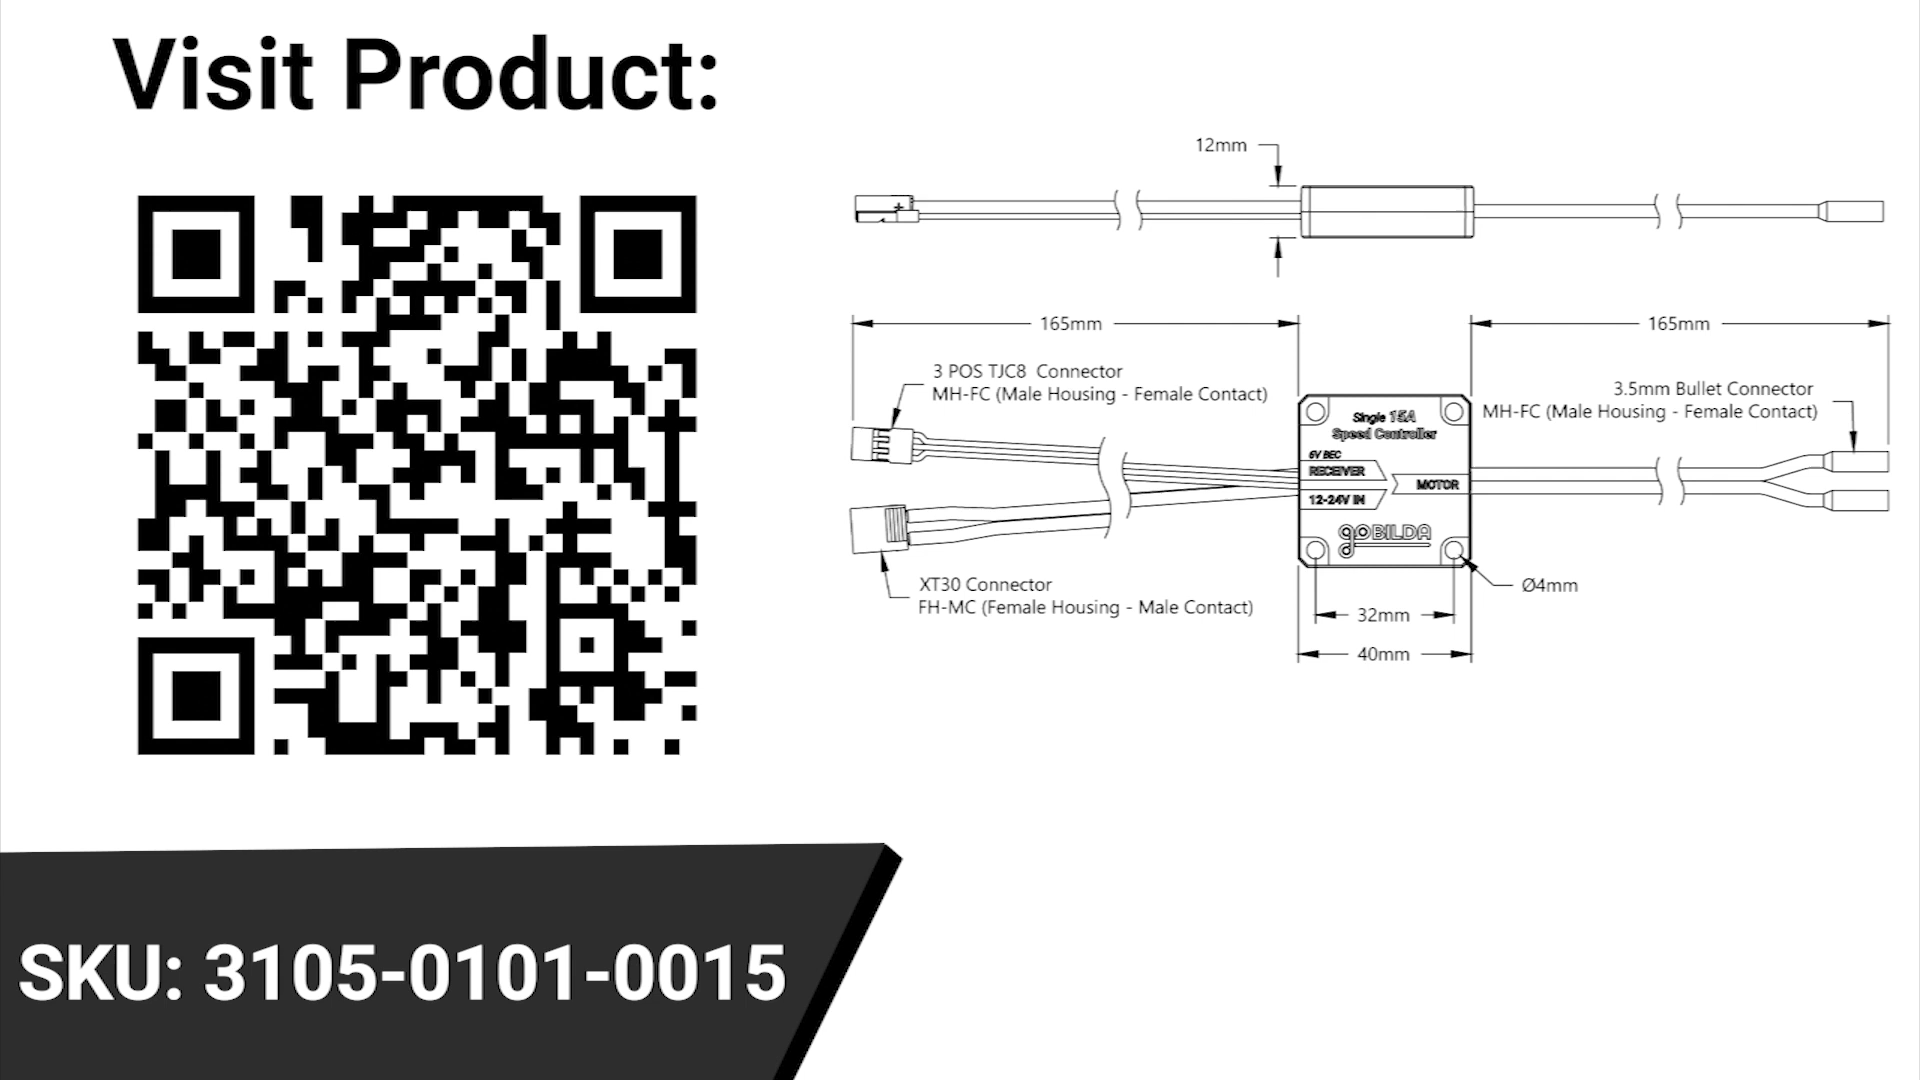 Visit Product:
12mm
165mm
165mm
3 POS TJC8 Connector
MH-FC (Male Housing - Female Contact)
3.5mm Bullet Connector
MH-FC (Male Housing - Female Contact)
Single 15A
Speed Controller
6V BEC
RECEIVER
MOTOR
12-24V IN
goBILDA
XT30 Connector
FH-MC (Female Housing - Male Contact)
Ø4mm
32mm
40mm
SKU: 3105-0101-0015